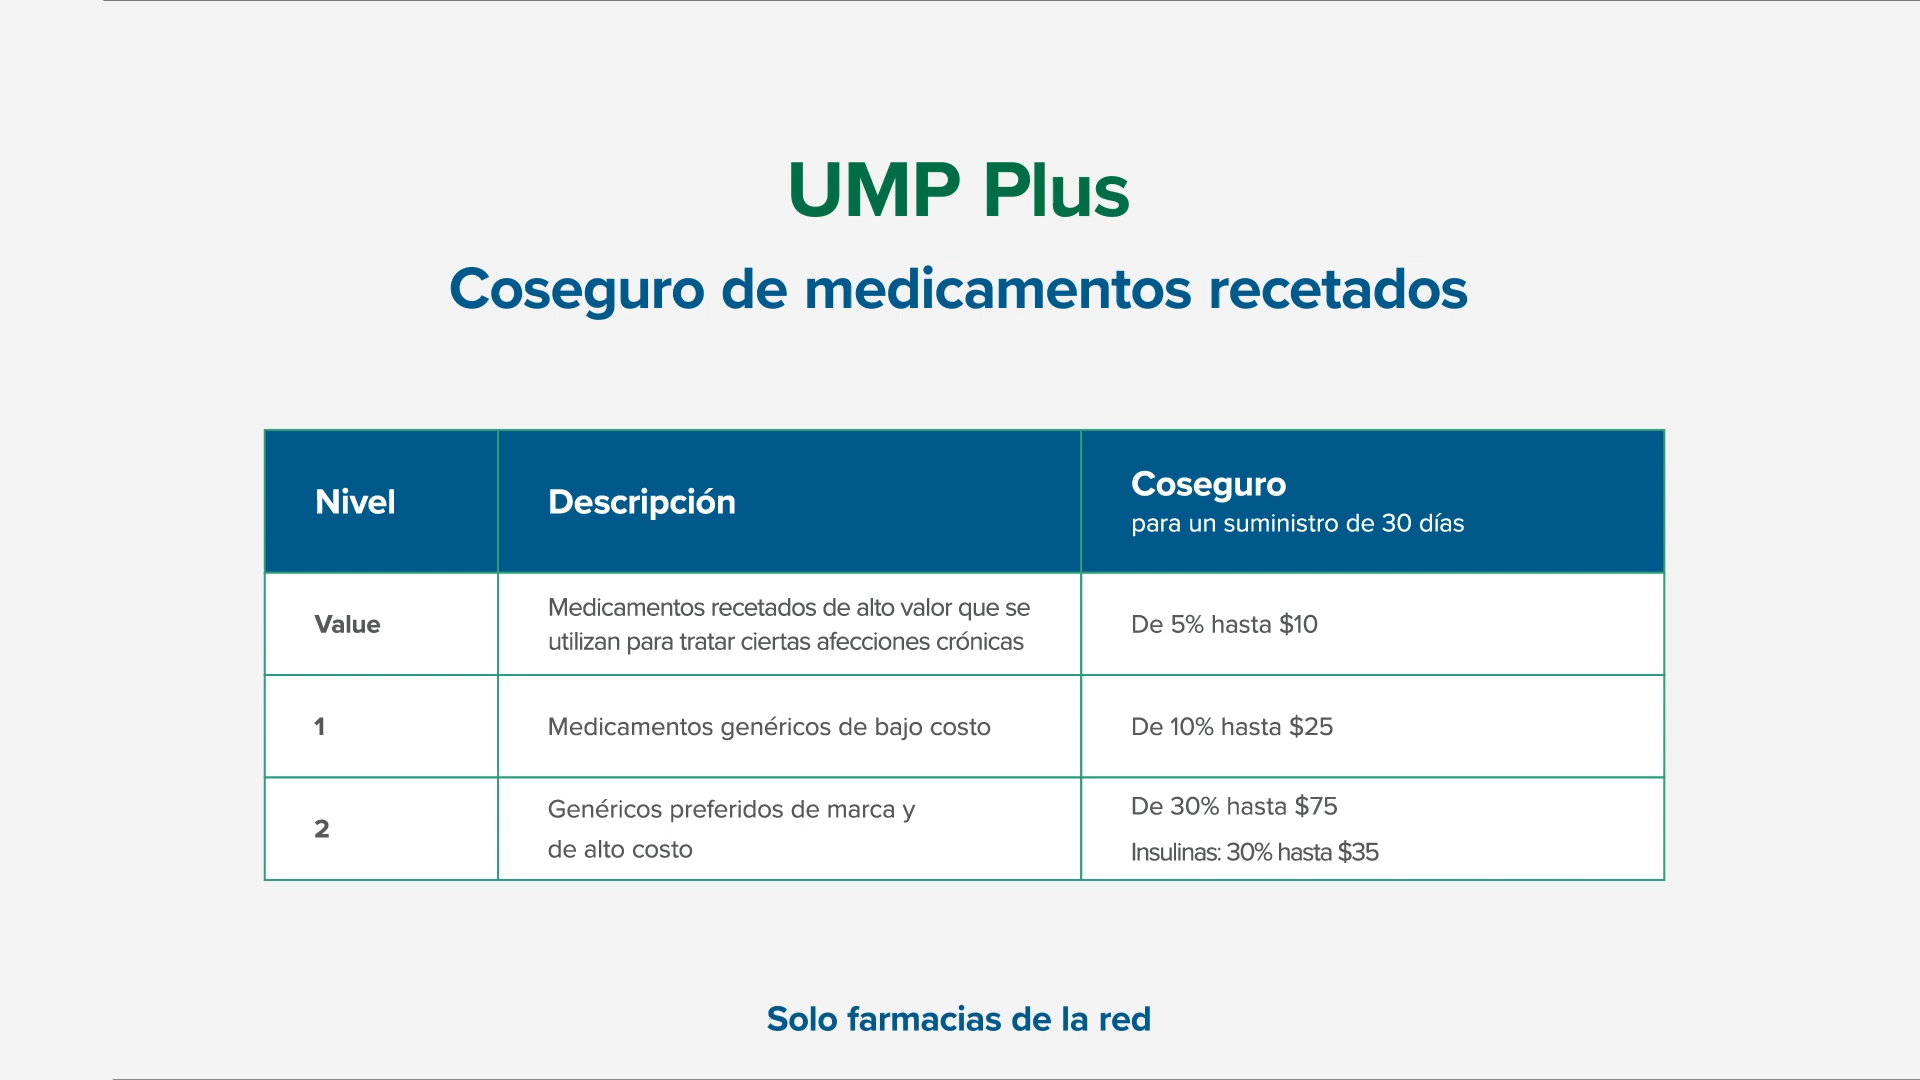 UMP Plus
Coseguro de medicamentos recetados
Nivel
Descripción
Coseguro
para un suministro de 30 días
Value
Medicamentos recetados de alto valor que se
utilizan para tratar ciertas afecciones crónicas
De 5% hasta $10
1
Medicamentos genéricos de bajo costo
De 10% hasta $25
2
Genéricos preferidos de marca y
de alto costo
De 30% hasta $75
Insulinas: 30% hasta $35
Solo farmacias de la red